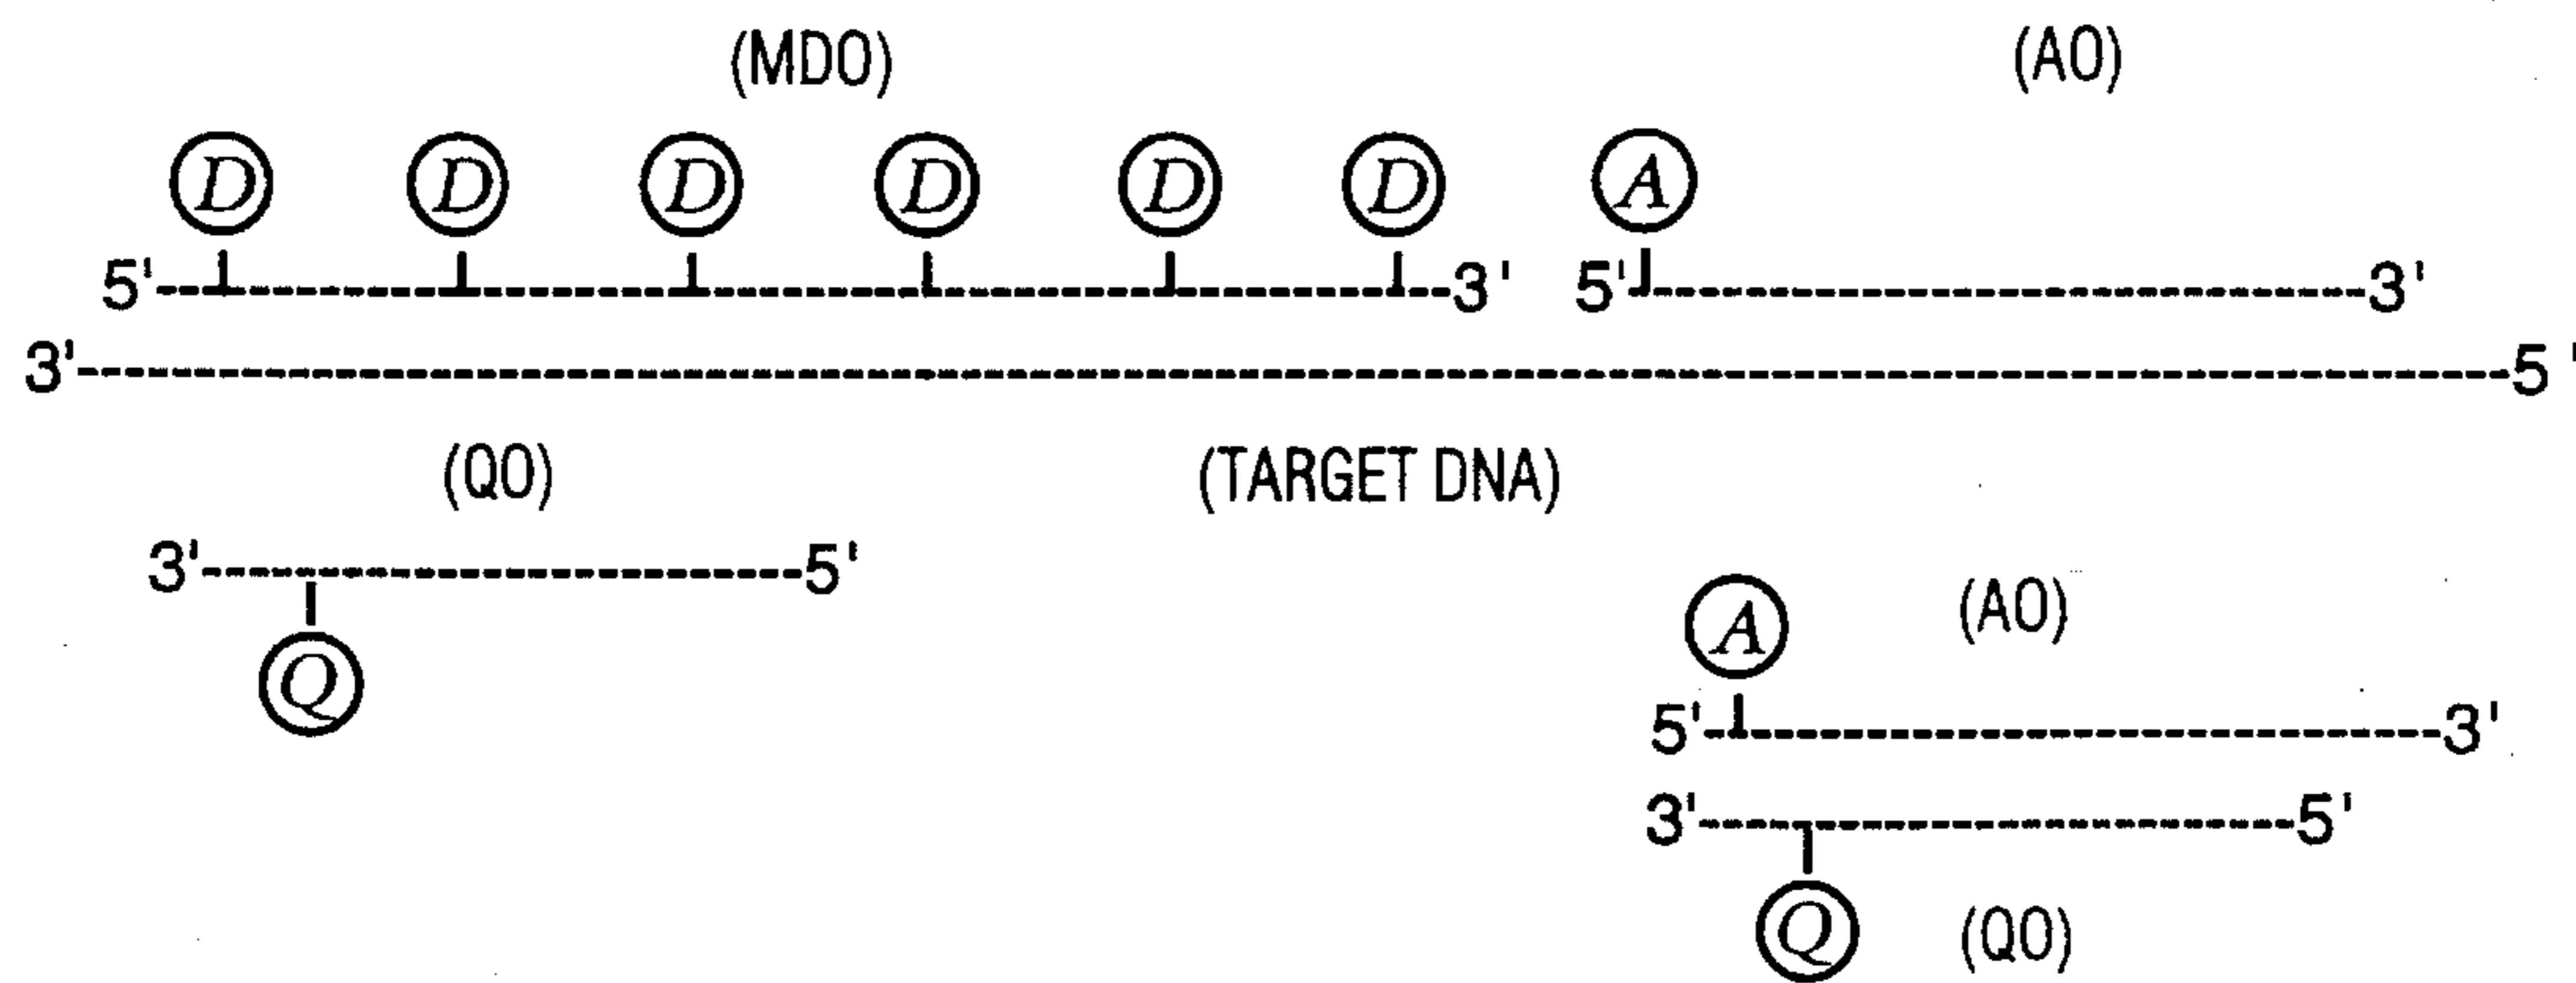 (MDO) (AO)
D D D D D D A
5' 3' 5' 3'
3' 5'
(QO) (TARGET DNA)
3' 5'
Q
A (AO)
5' 3'
3' 5'
Q (QO)